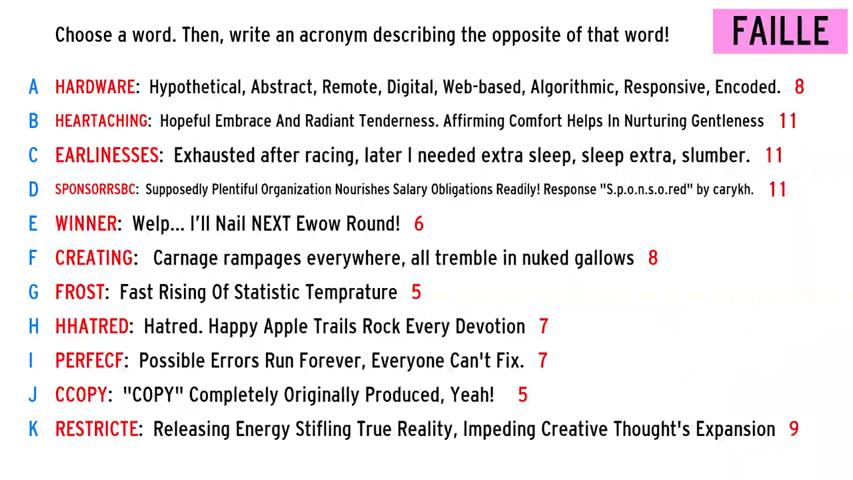 Choose a word. Then, write an acronym describing the opposite of that word!
FAILLE
A HARDWARE: Hypothetical, Abstract, Remote, Digital, Web-based, Algorithmic, Responsive, Encoded. 8
B HEARTACHING: Hopeful Embrace And Radiant Tenderness. Affirming Comfort Helps In Nurturing Gentleness 11
C EARLINESSES: Exhausted after racing, later I needed extra sleep, sleep extra, slumber. 11
D SPONSORRSBC: Supposedly Plentiful Organization Nourishes Salary Obligations Readily! Response "S.p.o.n.s.o.red" by carykh. 11
E WINNER: Welp... I'll Nail NEXT Ewow Round! 6
F CREATING: Carnage rampages everywhere, all tremble in nuked gallows 8
G FROST: Fast Rising Of Statistic Temprature 5
H HHATRED: Hatred. Happy Apple Trails Rock Every Devotion 7
I PERFECF: Possible Errors Run Forever, Everyone Can't Fix. 7
J CCOPY: "COPY" Completely Originally Produced, Yeah! 5
K RESTRICTE: Releasing Energy Stifling True Reality, Impeding Creative Thought's Expansion 9